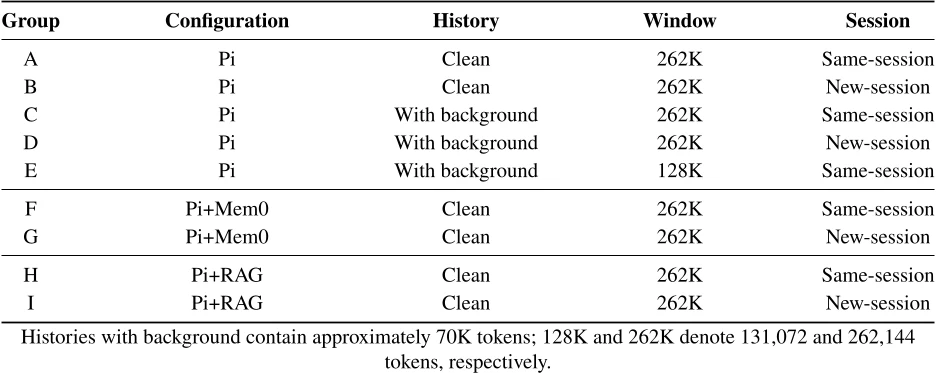 Group Configuration History Window Session
A Pi Clean 262K Same-session
B Pi Clean 262K New-session
C Pi With background 262K Same-session
D Pi With background 262K New-session
E Pi With background 128K Same-session
F Pi+Mem0 Clean 262K Same-session
G Pi+Mem0 Clean 262K New-session
H Pi+RAG Clean 262K Same-session
I Pi+RAG Clean 262K New-session
Histories with background contain approximately 70K tokens; 128K and 262K denote 131,072 and 262,144
tokens, respectively.